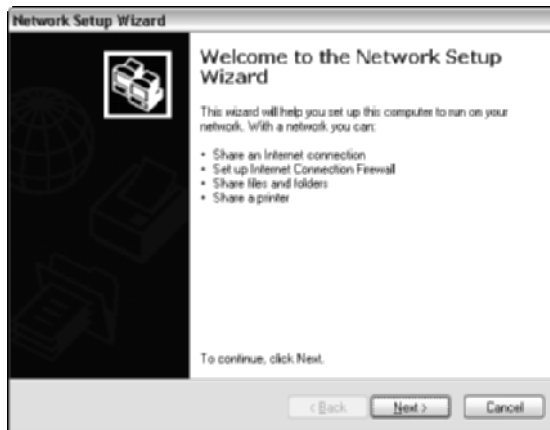 Network Setup Wizard
Welcome to the Network Setup
Wizard
This wizard will help you set up this computer to run on your
network. With a network you can:
• Share an Internet connection
• Set up Internet Connection Firewall
• Share files and folders
• Share a printer
To continue, click Next.
< Back Next > Cancel